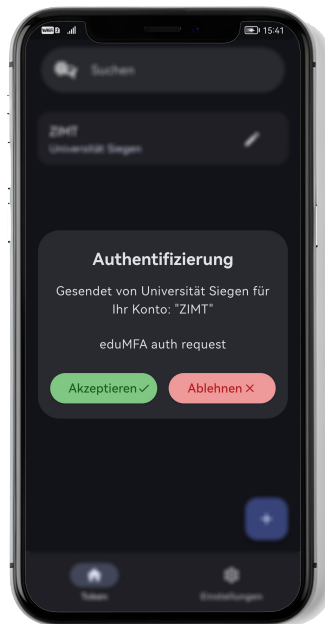 15:41
Suchen
ZIMT
Universität Siegen
Authentifizierung
Gesendet von Universität Siegen für
Ihr Konto: "ZIMT"
eduMFA auth request
Akzeptieren
Ablehnen
Token
Einstellungen